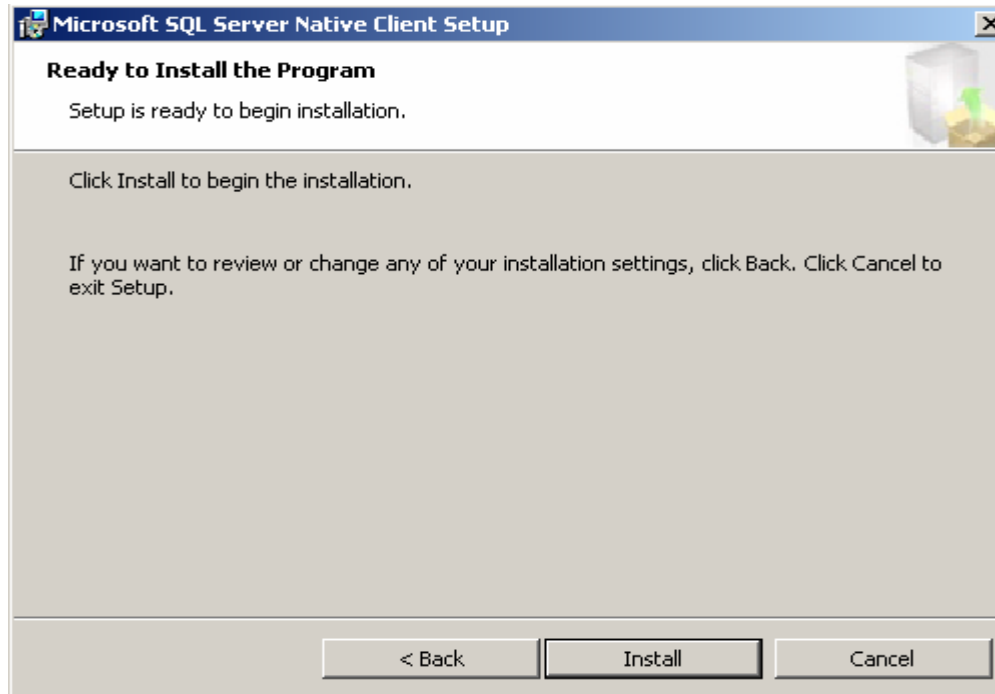 Microsoft SQL Server Native Client Setup
Ready to Install the Program
Setup is ready to begin installation.
Click Install to begin the installation.
If you want to review or change any of your installation settings, click Back. Click Cancel to
exit Setup.
< Back
Install
Cancel